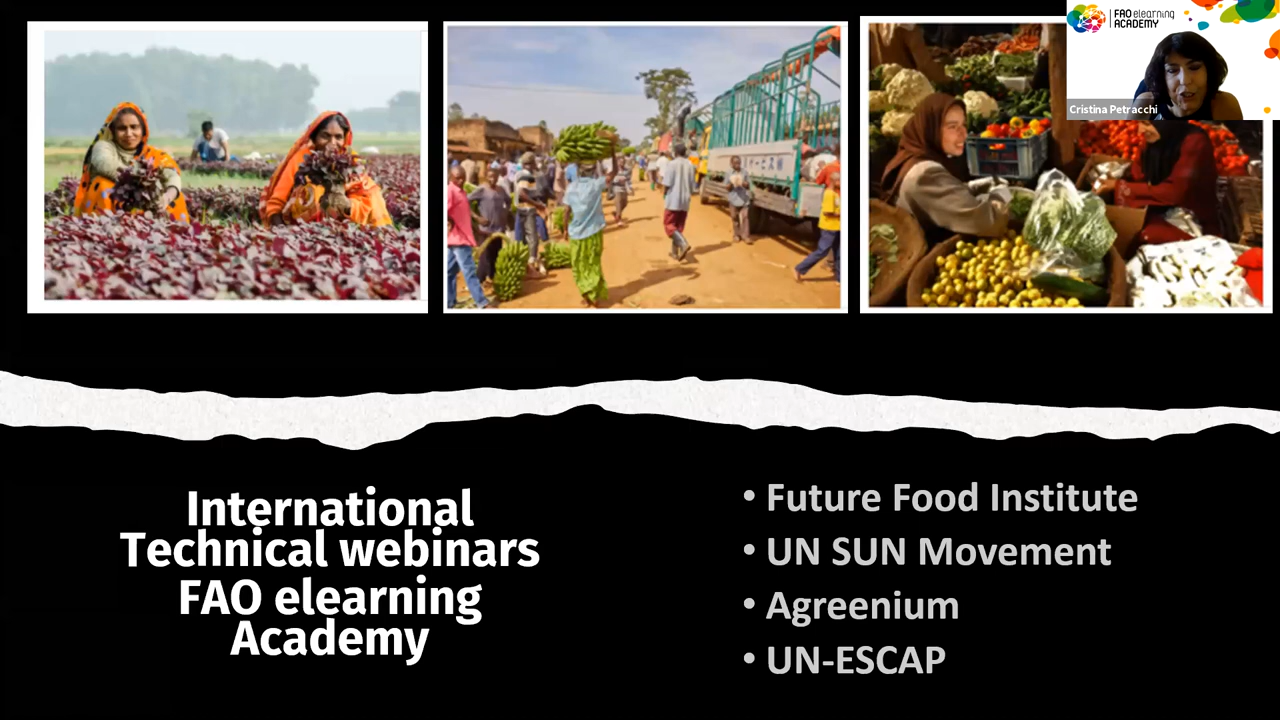 FAO elearning
ACADEMY
Cristina Petracchi
International
Technical webinars
FAO elearning
Academy
• Future Food Institute
• UN SUN Movement
• Agreenium
• UN-ESCAP